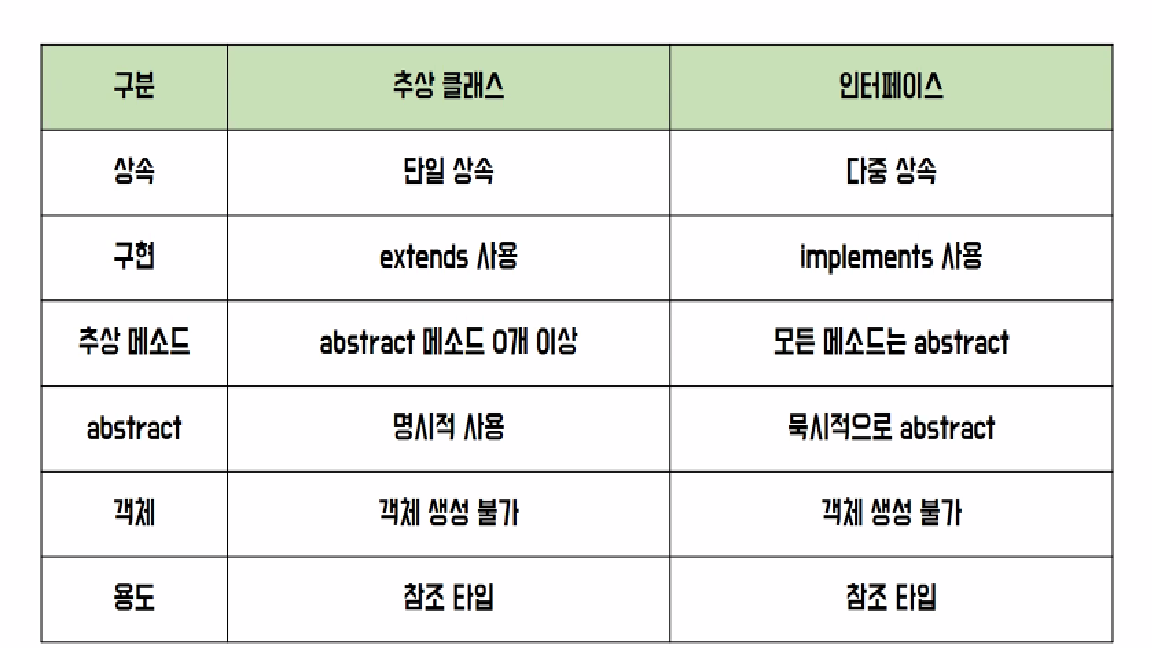 구분 추상 클래스 인터페이스
상속 단일 상속 다중 상속
구현 extends 사용 implements 사용
추상 메소드 abstract 메소드 0개 이상 모든 메소드는 abstract
abstract 명시적 사용 묵시적으로 abstract
객체 객체 생성 불가 객체 생성 불가
용도 참조 타입 참조 타입